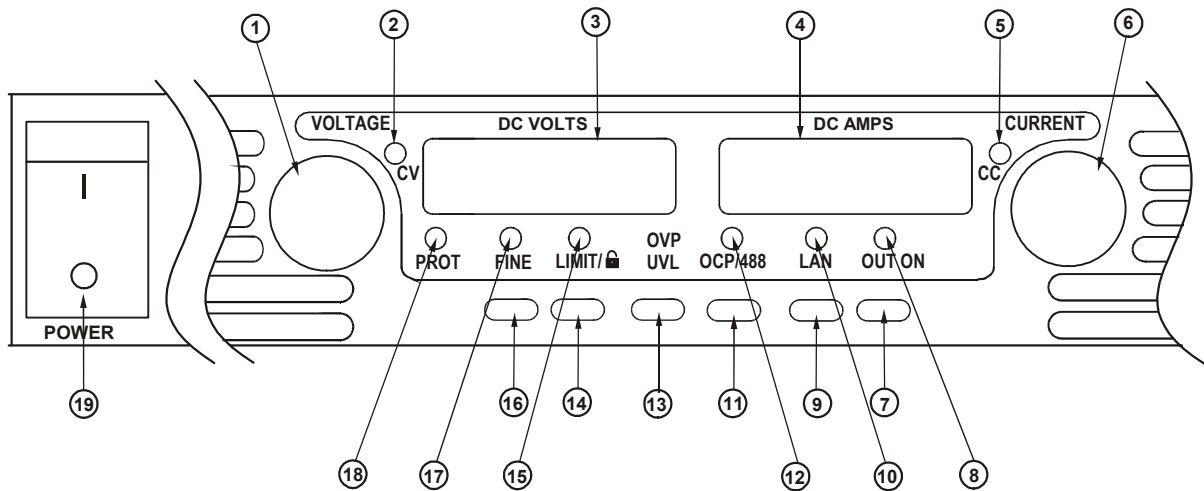 1 2 3 4 5 6
VOLTAGE DC VOLTS DC AMPS CURRENT
CV CC
I
OVP
PROT FINE LIMIT/ UVL OCP/488 LAN OUT ON
POWER
19 16 14 13 11 9 7
18 17 15 12 10 8